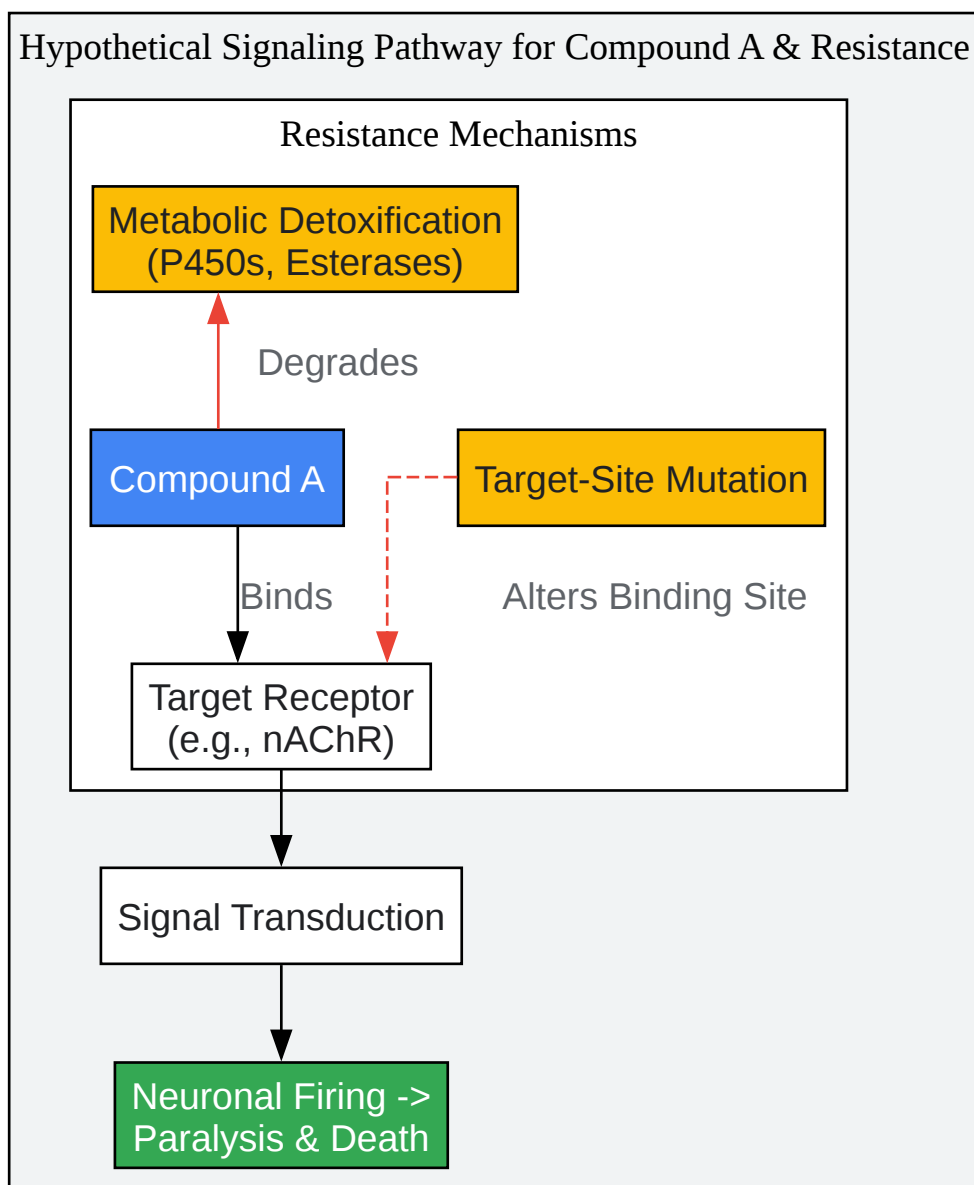 Hypothetical Signaling Pathway for Compound A & Resistance
Resistance Mechanisms
Metabolic Detoxification
(P450s, Esterases)
Degrades
Compound A
Target-Site Mutation
Binds
Alters Binding Site
Target Receptor
(e.g., nAChR)
Signal Transduction
Neuronal Firing ->
Paralysis & Death